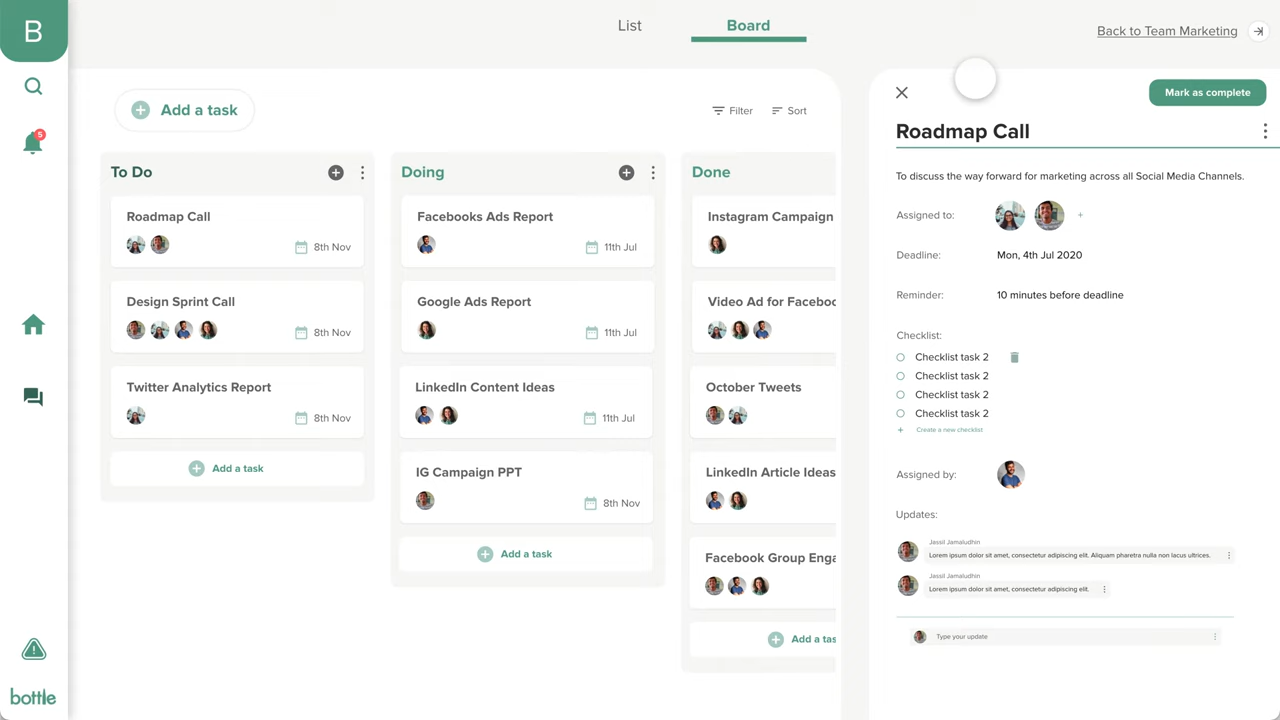 B
List
Board
Back to Team Marketing
5
Add a task
Filter
Sort
To Do
Roadmap Call
8th Nov
Design Sprint Call
8th Nov
Twitter Analytics Report
8th Nov
Add a task
Doing
Facebooks Ads Report
11th Jul
Google Ads Report
11th Jul
LinkedIn Content Ideas
11th Jul
IG Campaign PPT
8th Nov
Add a task
Done
Instagram Campaign
Video Ad for Faceboo
October Tweets
LinkedIn Article Ideas
Facebook Group Enga
Add a tas
Mark as complete
Roadmap Call
To discuss the way forward for marketing across all Social Media Channels.
Assigned to:
Deadline: Mon, 4th Jul 2020
Reminder: 10 minutes before deadline
Checklist:
Checklist task 2
Checklist task 2
Checklist task 2
Checklist task 2
Create a new checklist
Assigned by:
Updates:
Jassil Jamaludhin
Lorem ipsum dolor sit amet, consectetur adipiscing elit. Aliquam pharetra nulla non lacus ultrices.
Jassil Jamaludhin
Lorem ipsum dolor sit amet, consectetur adipiscing elit.
Type your update
bottle